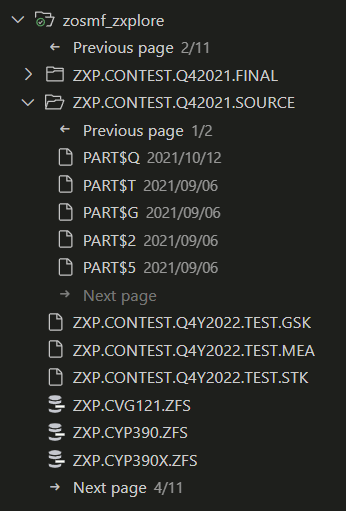 zosmf_zxplore
Previous page 2/11
ZXP.CONTEST.Q42021.FINAL
ZXP.CONTEST.Q42021.SOURCE
Previous page 1/2
PART$Q 2021/10/12
PART$T 2021/09/06
PART$G 2021/09/06
PART$2 2021/09/06
PART$5 2021/09/06
Next page
ZXP.CONTEST.Q4Y2022.TEST.GSK
ZXP.CONTEST.Q4Y2022.TEST.MEA
ZXP.CONTEST.Q4Y2022.TEST.STK
ZXP.CVG121.ZFS
ZXP.CYP390.ZFS
ZXP.CYP390X.ZFS
Next page 4/11